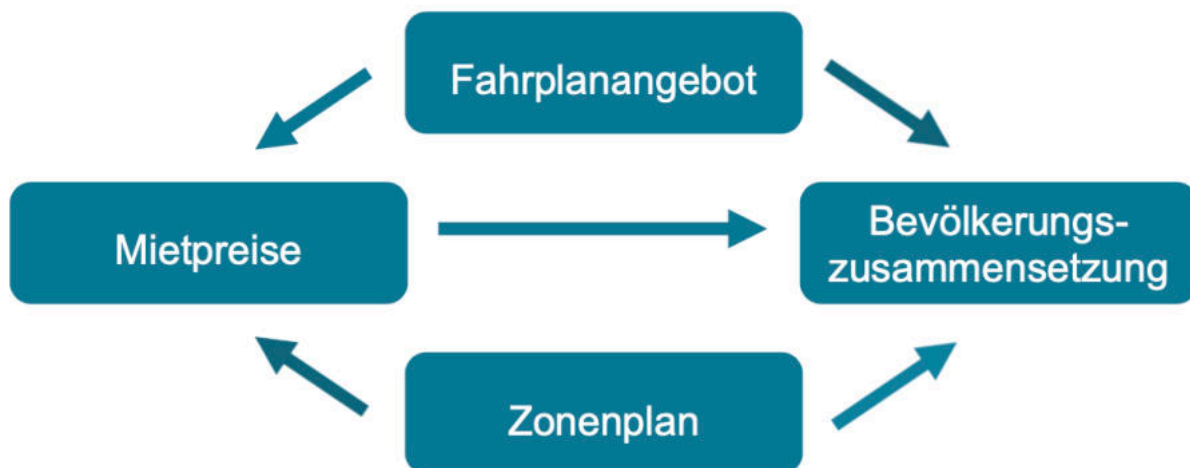 Fahrplanangebot
Mietpreise
Bevölkerungs-
zusammensetzung
Zonenplan